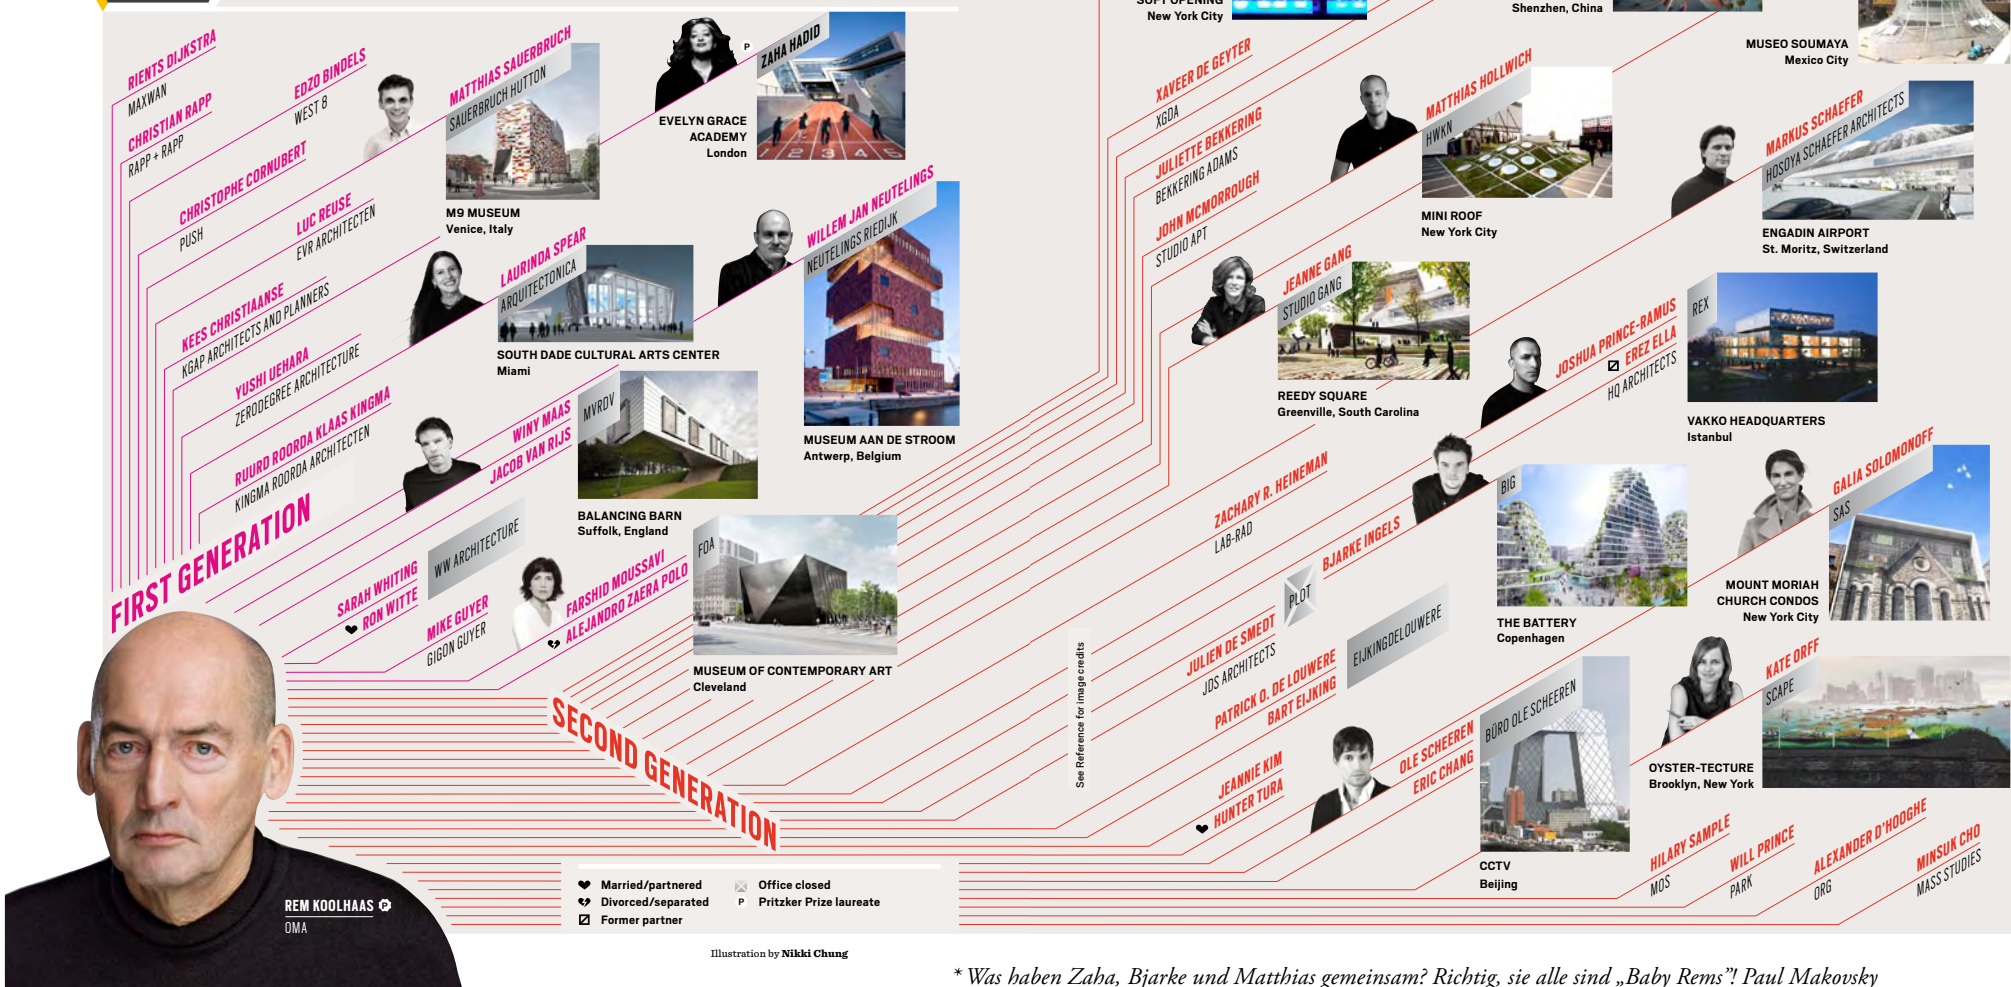 RIENTS DIJKSTRA
MAXWAN
CHRISTIAN RAPP
RAPP + RAPP
EDZO BINDELS
WEST 8
CHRISTOPHE CORNUBERT
PUSH
LUC REUSE
EVR ARCHITECTEN
KEES CHRISTIAANSE
KGAP ARCHITECTS AND PLANNERS
YUSHI UEHARA
ZERODEGREE ARCHITECTURE
RUURD ROORDA KLAAS KINGMA
KINGMA ROORDA ARCHITECTEN
FIRST GENERATION
MATTHIAS SAUERBRUCH
SAUERBRUCH HUTTON
M9 MUSEUM
Venice, Italy
P
ZAHA HADID
EVELYN GRACE
ACADEMY
London
LAURINDA SPEAR
ARQUITECTONICA
SOUTH DADE CULTURAL ARTS CENTER
Miami
WILLEM JAN NEUTELINGS
NEUTELINGS RIEDIJK
MUSEUM AAN DE STROOM
Antwerp, Belgium
WINY MAAS
JACOB VAN RIJS
MVRDV
BALANCING BARN
Suffolk, England
SARAH WHITING
RON WITTE
WW ARCHITECTURE
MIKE GUYER
GIGON GUYER
FARSHID MOUSSAVI
ALEJANDRO ZAERA POLO
FOA
MUSEUM OF CONTEMPORARY ART
Cleveland
SECOND GENERATION
REM KOOLHAAS P
OMA
Married/partnered
Divorced/separated
Former partner
Office closed
P Pritzker Prize laureate
Illustration by Nikki Chung
See Reference for image credits
SOFT OPENING
New York City
Shenzhen, China
MUSEO SOUMAYA
Mexico City
XAVEER DE GEYTER
XGDA
JULIETTE BEKKERING
BEKKERING ADAMS
JOHN MCMORROUGH
STUDIO APT
MATTHIAS HOLLWICH
HWKN
MINI ROOF
New York City
MARKUS SCHAEFER
HOSOYA SCHAEFER ARCHITECTS
ENGADIN AIRPORT
St. Moritz, Switzerland
JEANNE GANG
STUDIO GANG
REEDY SQUARE
Greenville, South Carolina
JOSHUA PRINCE-RAMUS
EREZ ELLA
HQ ARCHITECTS
REX
VAKKO HEADQUARTERS
Istanbul
ZACHARY R. HEINEMAN
LAB-RAD
BJARKE INGELS
BIG
THE BATTERY
Copenhagen
GALIA SOLOMONOFF
SAS
MOUNT MORIAH
CHURCH CONDOS
New York City
PLOT
JULIEN DE SMEDT
JDS ARCHITECTS
PATRICK O. DE LOUWERE
BART EIJKING
EIJKINGDELOUWERE
KATE ORFF
SCAPE
OYSTER-TECTURE
Brooklyn, New York
JEANNIE KIM
HUNTER TURA
OLE SCHEEREN
ERIC CHANG
BÜRO OLE SCHEEREN
CCTV
Beijing
HILARY SAMPLE
MOS
WILL PRINCE
PARK
ALEXANDER D'HOOGHE
ORG
MINSUK CHO
MASS STUDIES
* Was haben Zaha, Bjarke und Matthias gemeinsam? Richtig, sie alle sind „Baby Rems”! Paul Makovsky